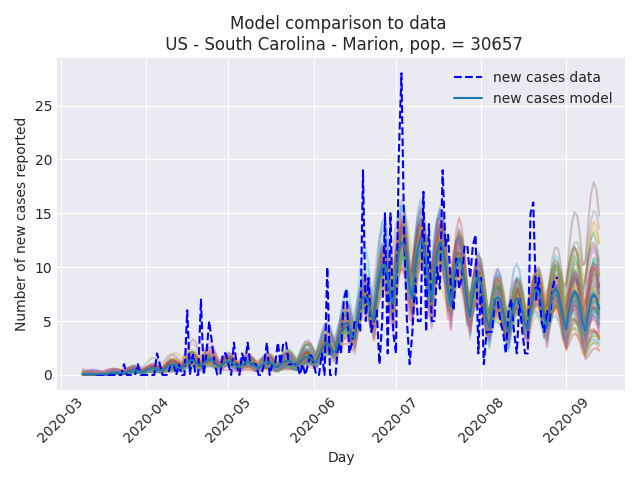 Model comparison to data
US - South Carolina - Marion, pop. = 30657
new cases data
new cases model
Number of new cases reported
25
20
15
10
5
0
2020-03
2020-04
2020-05
2020-06
2020-07
2020-08
2020-09
Day